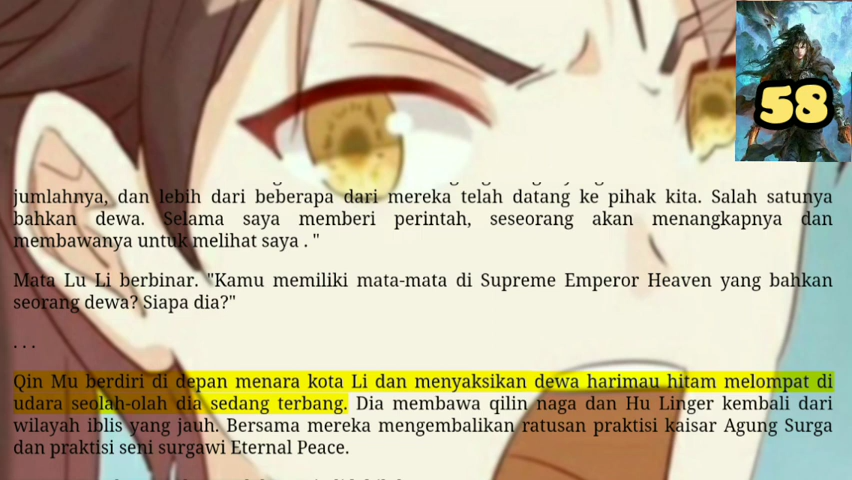 58
jumlahnya, dan lebih dari beberapa dari mereka telah datang ke pihak kita. Salah satunya
bahkan dewa. Selama saya memberi perintah, seseorang akan menangkapnya dan
membawanya untuk melihat saya . "
Mata Lu Li berbinar. "Kamu memiliki mata-mata di Supreme Emperor Heaven yang bahkan
seorang dewa? Siapa dia?"
. . .
Qin Mu berdiri di depan menara kota Li dan menyaksikan dewa harimau hitam melompat di
udara seolah-olah dia sedang terbang. Dia membawa qilin naga dan Hu Linger kembali dari
wilayah iblis yang jauh. Bersama mereka mengembalikan ratusan praktisi kaisar Agung Surga
dan praktisi seni surgawi Eternal Peace.